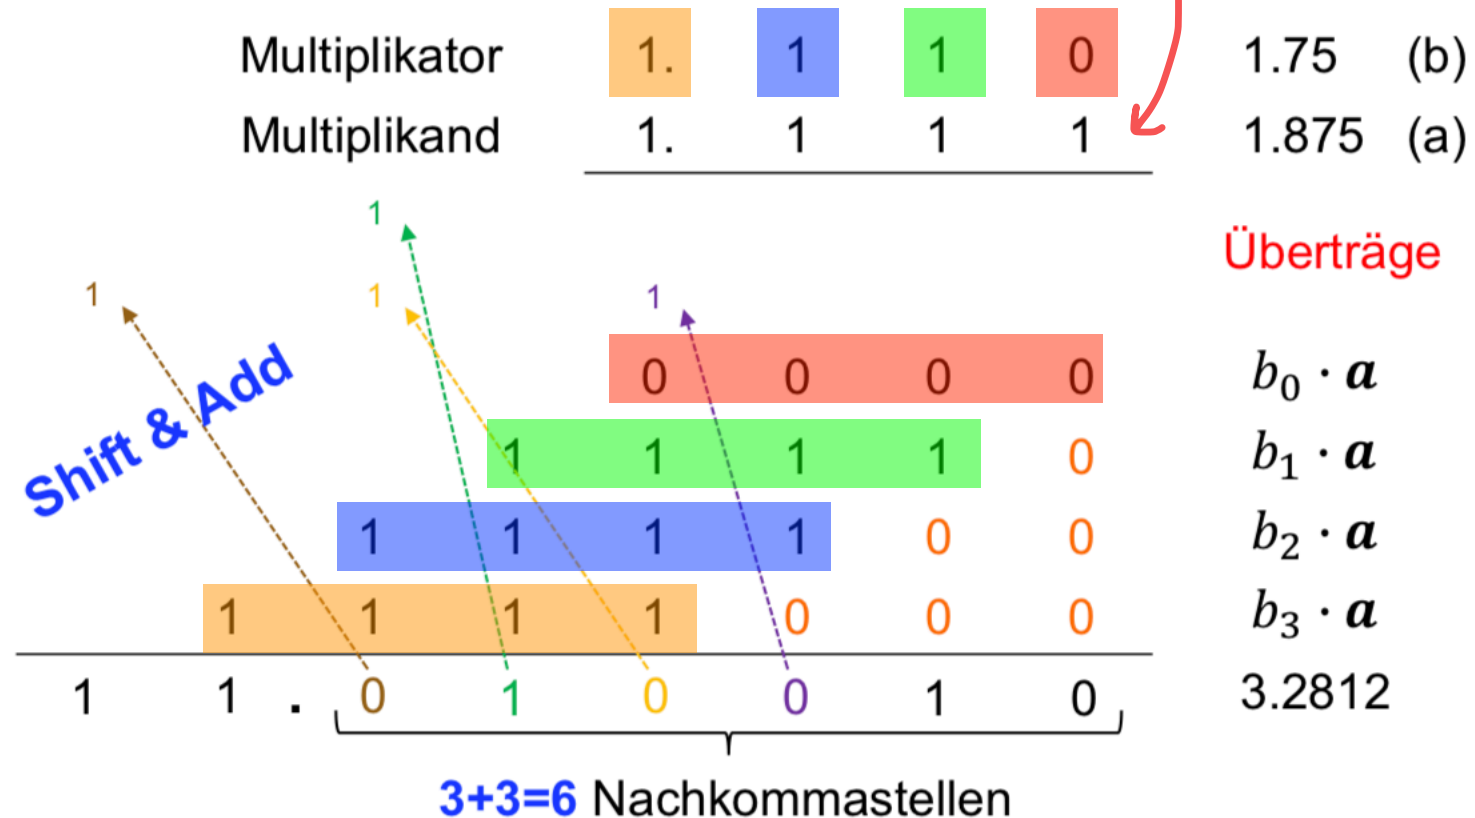 Multiplikator 1. 1 1 0 1.75 (b)
Multiplikand 1. 1 1 1 1.875 (a)
1
Überträge
1 1 1
0 0 0 0 b₀ · a
Shift & Add
1 1 1 1 0 b₁ · a
1 1 1 1 0 0 b₂ · a
1 1 1 1 0 0 0 b₃ · a
1 1 . 0 1 0 0 1 0 3.2812
3+3=6 Nachkommastellen